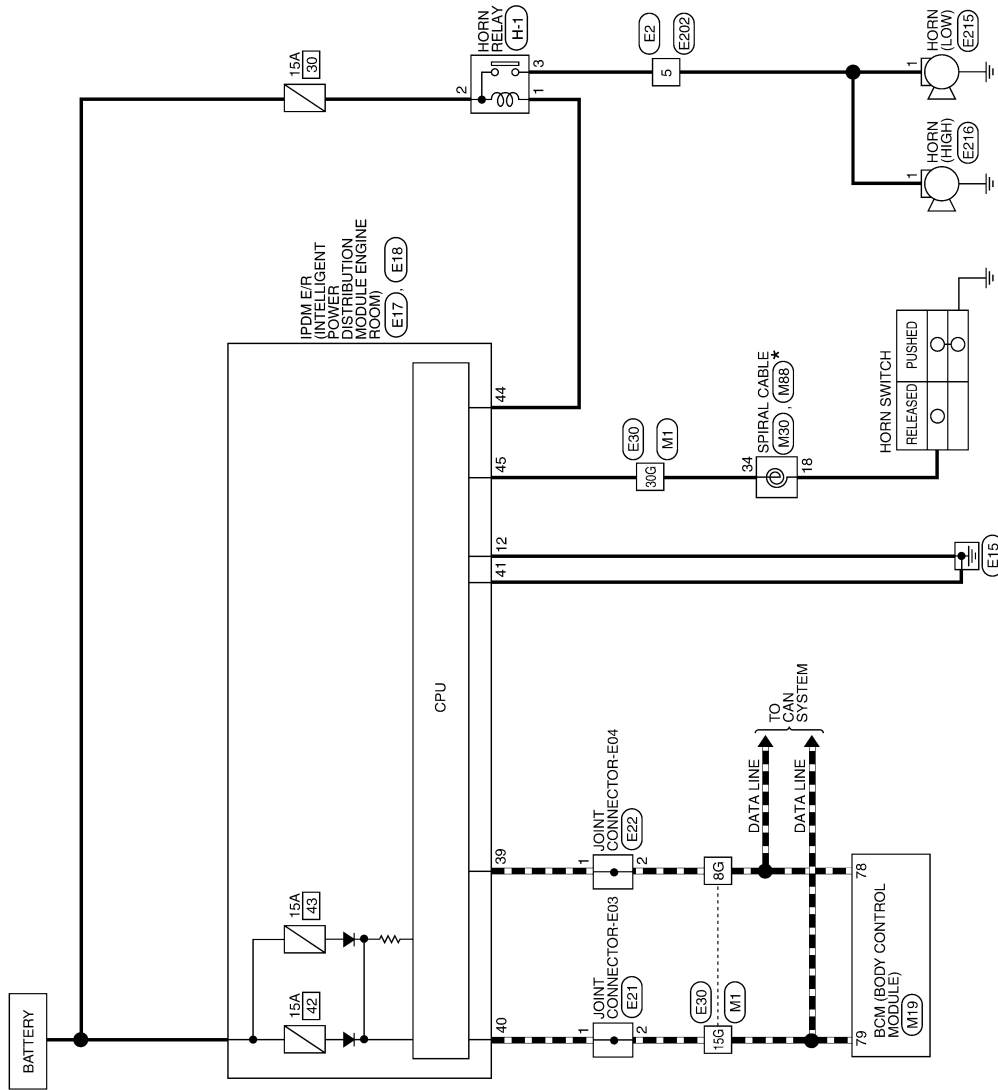 BATTERY
15A
42
15A
43
CPU
IPDM E/R
(INTELLIGENT
POWER
DISTRIBUTION
MODULE ENGINE
ROOM)
E17 , E18
15A
30
HORN
RELAY
H-1
2
1
3
40
39
41
12
45
44
1
JOINT
CONNECTOR-E03
E21
2
1
JOINT
CONNECTOR-E04
E22
2
E30
M1
15G
8G
DATA LINE
DATA LINE
TO
CAN
SYSTEM
79
78
BCM (BODY CONTROL
MODULE)
M19
E15
30G
E30
M1
34
SPIRAL CABLE*
M30 , M88
18
HORN SWITCH
RELEASED
PUSHED
5
E2
E202
1
HORN
(HIGH)
E216
1
HORN
(LOW)
E215